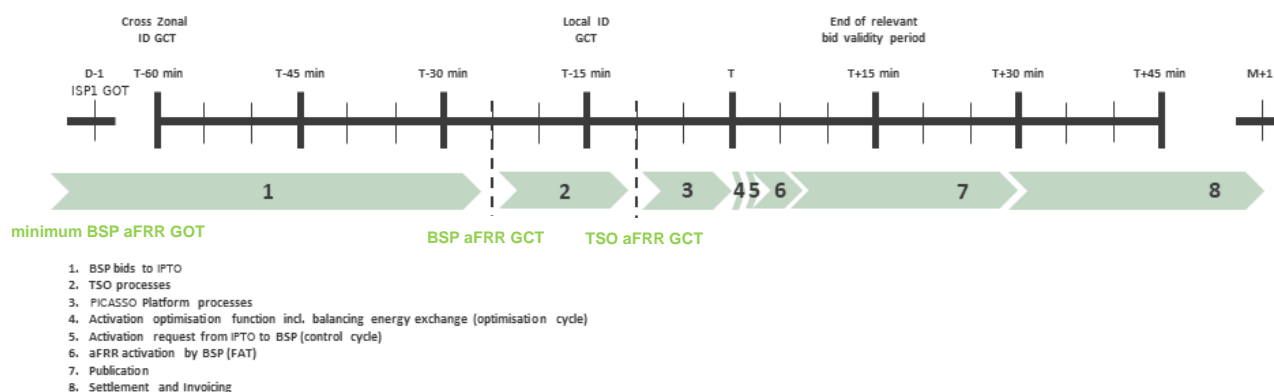 Cross Zonal
ID GCT
Local ID
GCT
End of relevant
bid validity period
D-1
ISP1 GOT
T-60 min
T-45 min
T-30 min
T-15 min
T
T+15 min
T+30 min
T+45 min
M+1
1
2
3
4
5
6
7
8
minimum BSP aFRR GOT
BSP aFRR GCT
TSO aFRR GCT
1. BSP bids to IPTO
2. TSO processes
3. PICASSO Platform processes
4. Activation optimisation function incl. balancing energy exchange (optimisation cycle)
5. Activation request from IPTO to BSP (control cycle)
6. aFRR activation by BSP (FAT)
7. Publication
8. Settlement and Invoicing